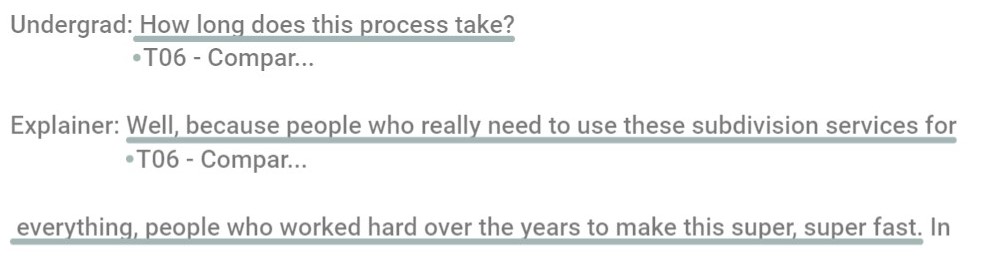 Undergrad: How long does this process take?
•T06 - Compar...
Explainer: Well, because people who really need to use these subdivision services for
•T06 - Compar...
everything, people who worked hard over the years to make this super, super fast. In